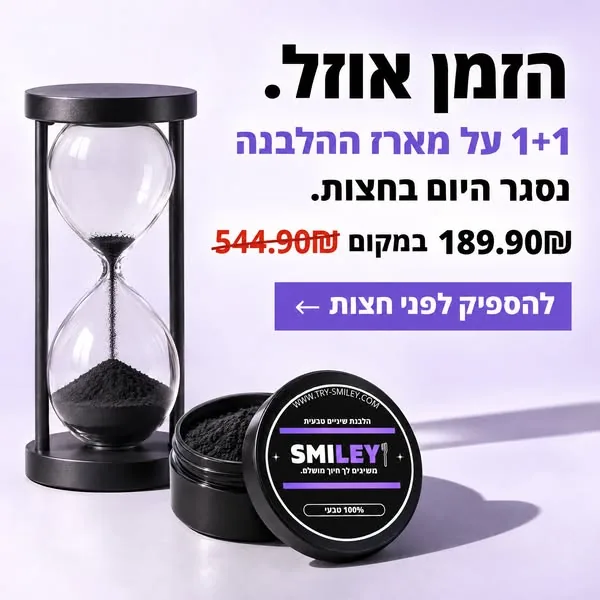 הזמן אוזל.
1+1 על מארז ההלבנה
נסגר היום בחצות.
189.90₪ במקום 544.90₪
להספיק לפני חצות ←
WWW.TRY-SMILEY.COM
הלבנת שיניים טבעית
SMILEY
משיבים לך חיוך מושלם.
100% טבעי